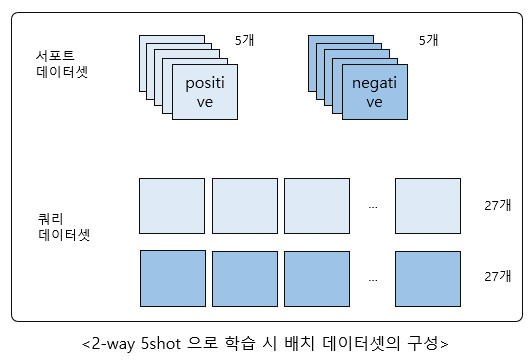 서포트
데이터셋
5개
5개
positi
ve
negati
ve
쿼리
데이터셋
...
27개
...
27개
<2-way 5shot 으로 학습 시 배치 데이터셋의 구성>